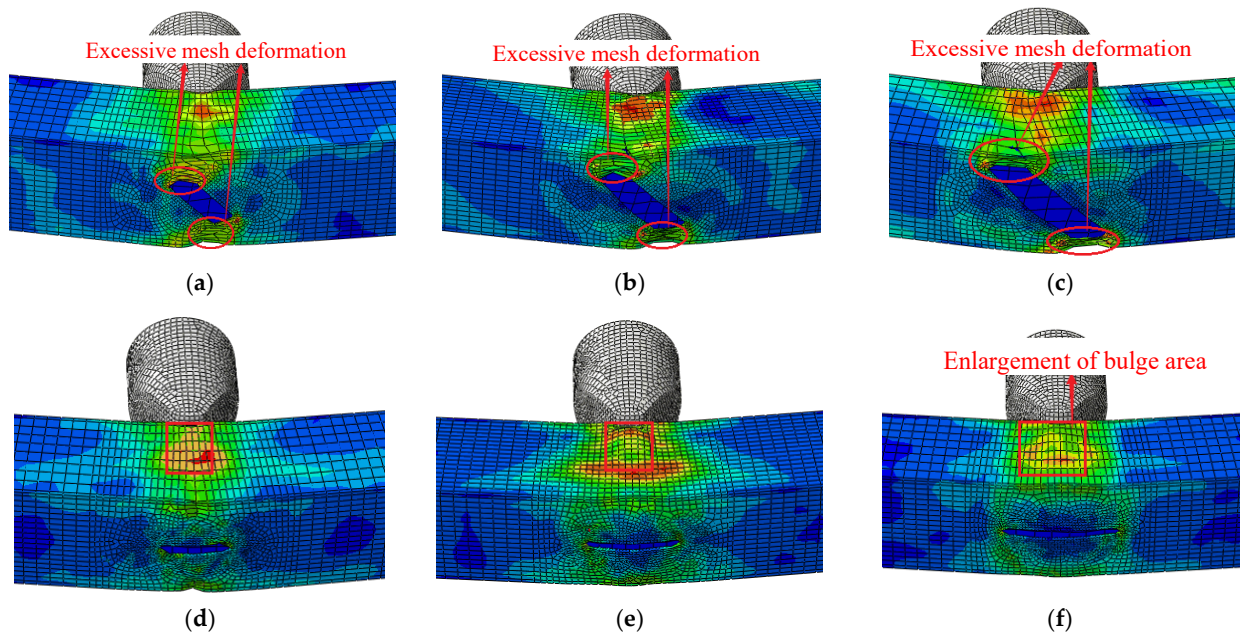 Excessive mesh deformation
Excessive mesh deformation
Excessive mesh deformation
(a)
(b)
(c)
Enlargement of bulge area
(d)
(e)
(f)